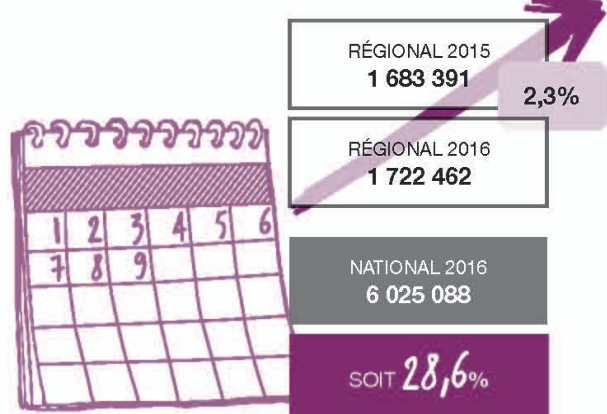 RÉGIONAL 2015
1 683 391
2,3%
RÉGIONAL 2016
1 722 462
1 2 3 4 5 6
7 8 9
NATIONAL 2016
6 025 088
SOIT 28,6%